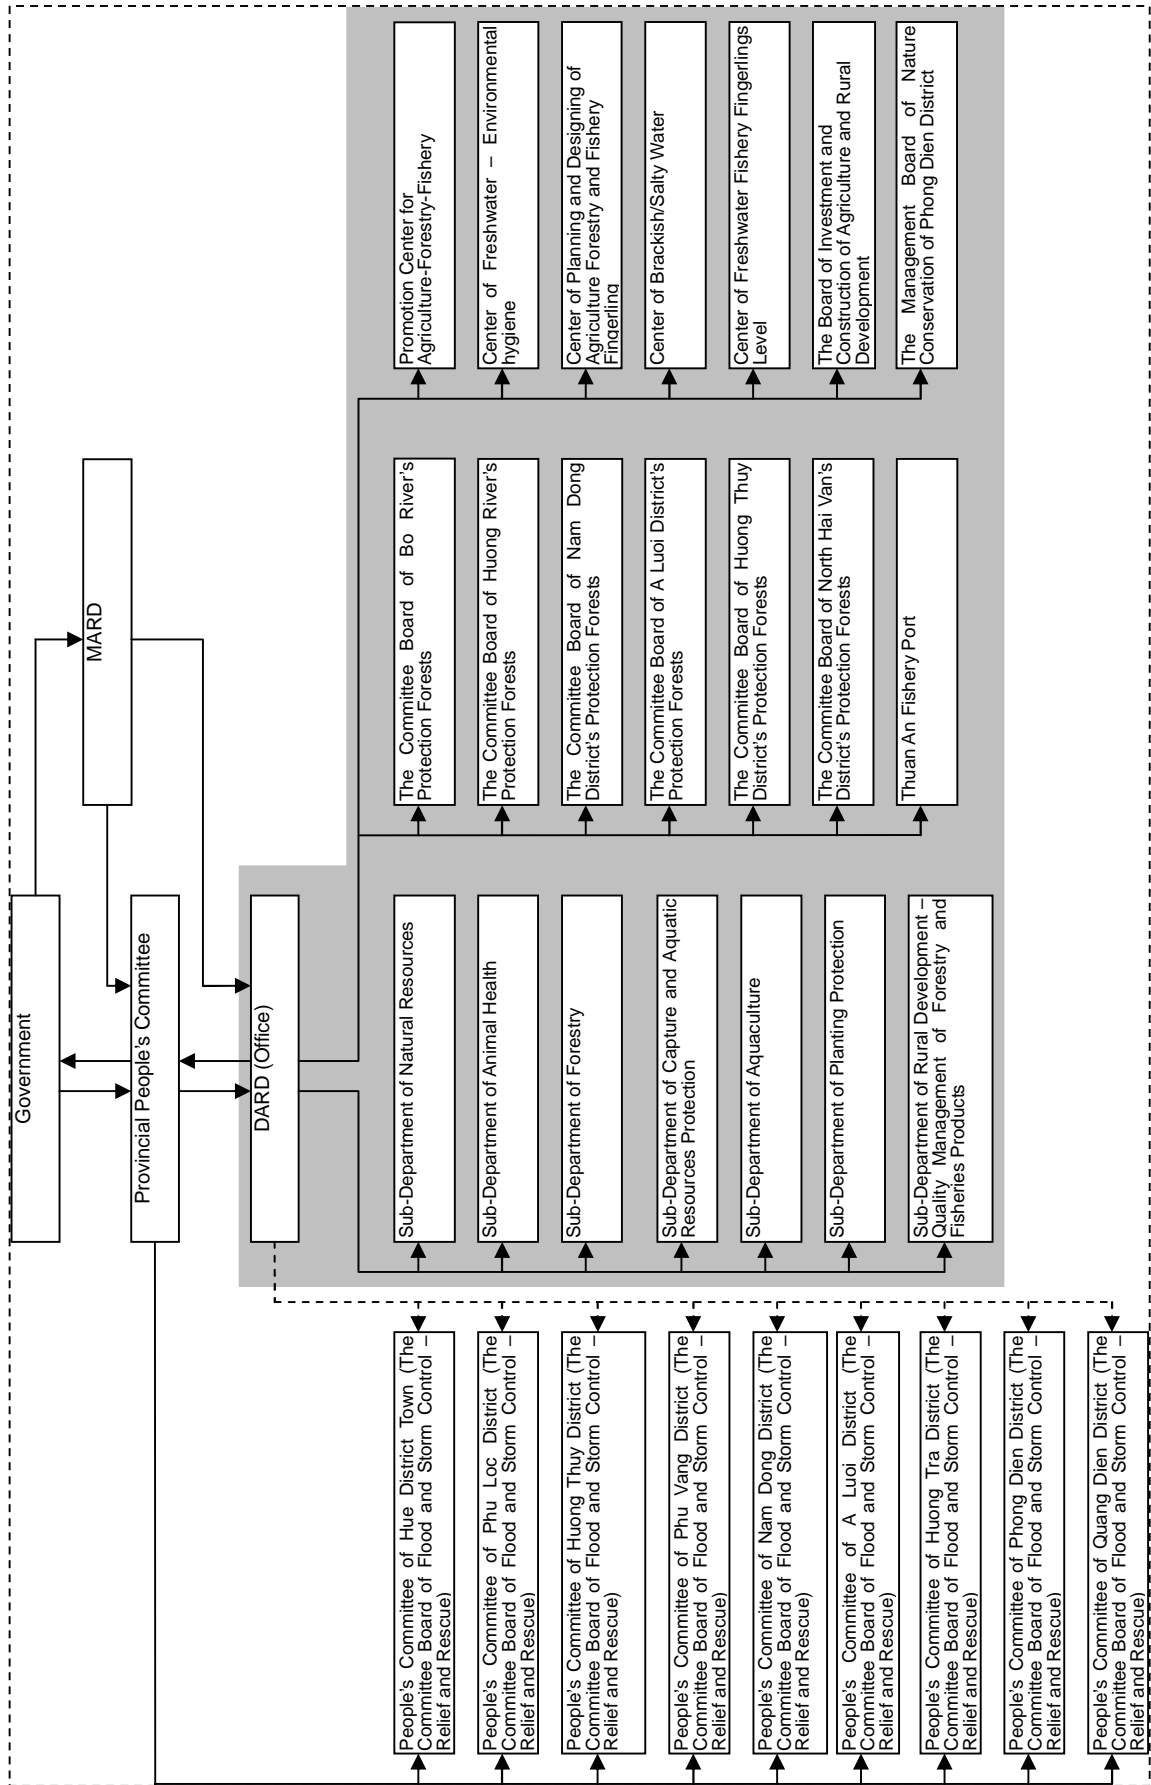 Government
MARD
Provincial People's Committee
DARD (Office)
People's Committee of Hue District Town (The
Committee Board of Flood and Storm Control –
Relief and Rescue)
People's Committee of Phu Loc District (The
Committee Board of Flood and Storm Control –
Relief and Rescue)
People's Committee of Huong Thuy District (The
Committee Board of Flood and Storm Control –
Relief and Rescue)
People's Committee of Phu Vang District (The
Committee Board of Flood and Storm Control –
Relief and Rescue)
People's Committee of Nam Dong District (The
Committee Board of Flood and Storm Control –
Relief and Rescue)
People's Committee of A Luoi District (The
Committee Board of Flood and Storm Control –
Relief and Rescue)
People's Committee of Huong Tra District (The
Committee Board of Flood and Storm Control –
Relief and Rescue)
People's Committee of Phong Dien District (The
Committee Board of Flood and Storm Control –
Relief and Rescue)
People's Committee of Quang Dien District (The
Committee Board of Flood and Storm Control –
Relief and Rescue)
Sub-Department of Natural Resources
Sub-Department of Animal Health
Sub-Department of Forestry
Sub-Department of Capture and Aquatic
Resources Protection
Sub-Department of Aquaculture
Sub-Department of Planting Protection
Sub-Department of Rural Development –
Quality Management of Forestry and
Fisheries Products
The Committee Board of Bo River's
Protection Forests
The Committee Board of Huong River's
Protection Forests
The Committee Board of Nam Dong
District's Protection Forests
The Committee Board of A Luoi District's
Protection Forests
The Committee Board of Huong Thuy
District's Protection Forests
The Committee Board of North Hai Van's
District's Protection Forests
Thuan An Fishery Port
Promotion Center for
Agriculture-Forestry-Fishery
Center of Freshwater – Environmental
hygiene
Center of Planning and Designing of
Agriculture Forestry and Fishery
Fingerling
Center of Brackish/Salty Water
Center of Freshwater Fishery Fingerlings
Level
The Board of Investment and
Construction of Agriculture and Rural
Development
The Management Board of Nature
Conservation of Phong Dien District